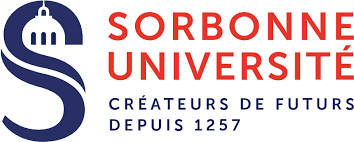 SORBONNE
UNIVERSITÉ
CRÉATEURS DE FUTURS
DEPUIS 1257